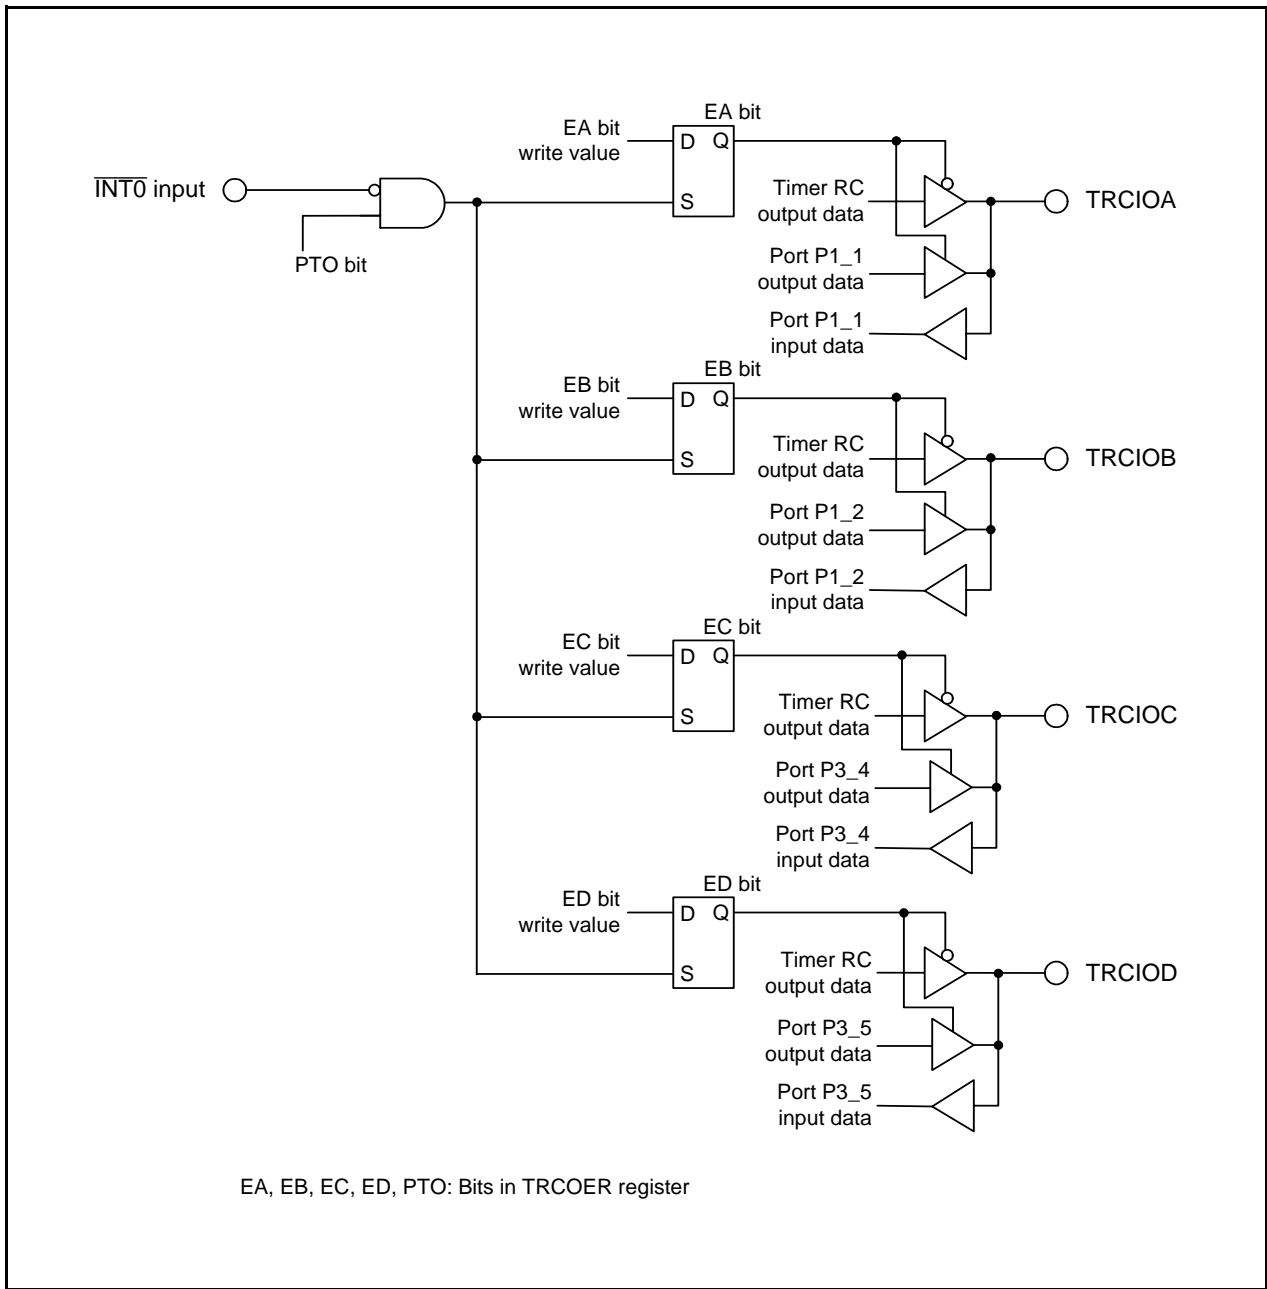 EA bit
EA bit
write value
D Q
S
INT0 input
PTO bit
Timer RC
output data
TRCIOA
Port P1_1
output data
Port P1_1
input data
EB bit
EB bit
write value
D Q
S
Timer RC
output data
TRCIOB
Port P1_2
output data
Port P1_2
input data
EC bit
EC bit
write value
D Q
S
Timer RC
output data
TRCIOC
Port P3_4
output data
Port P3_4
input data
ED bit
ED bit
write value
D Q
S
Timer RC
output data
TRCIOD
Port P3_5
output data
Port P3_5
input data
EA, EB, EC, ED, PTO: Bits in TRCOER register